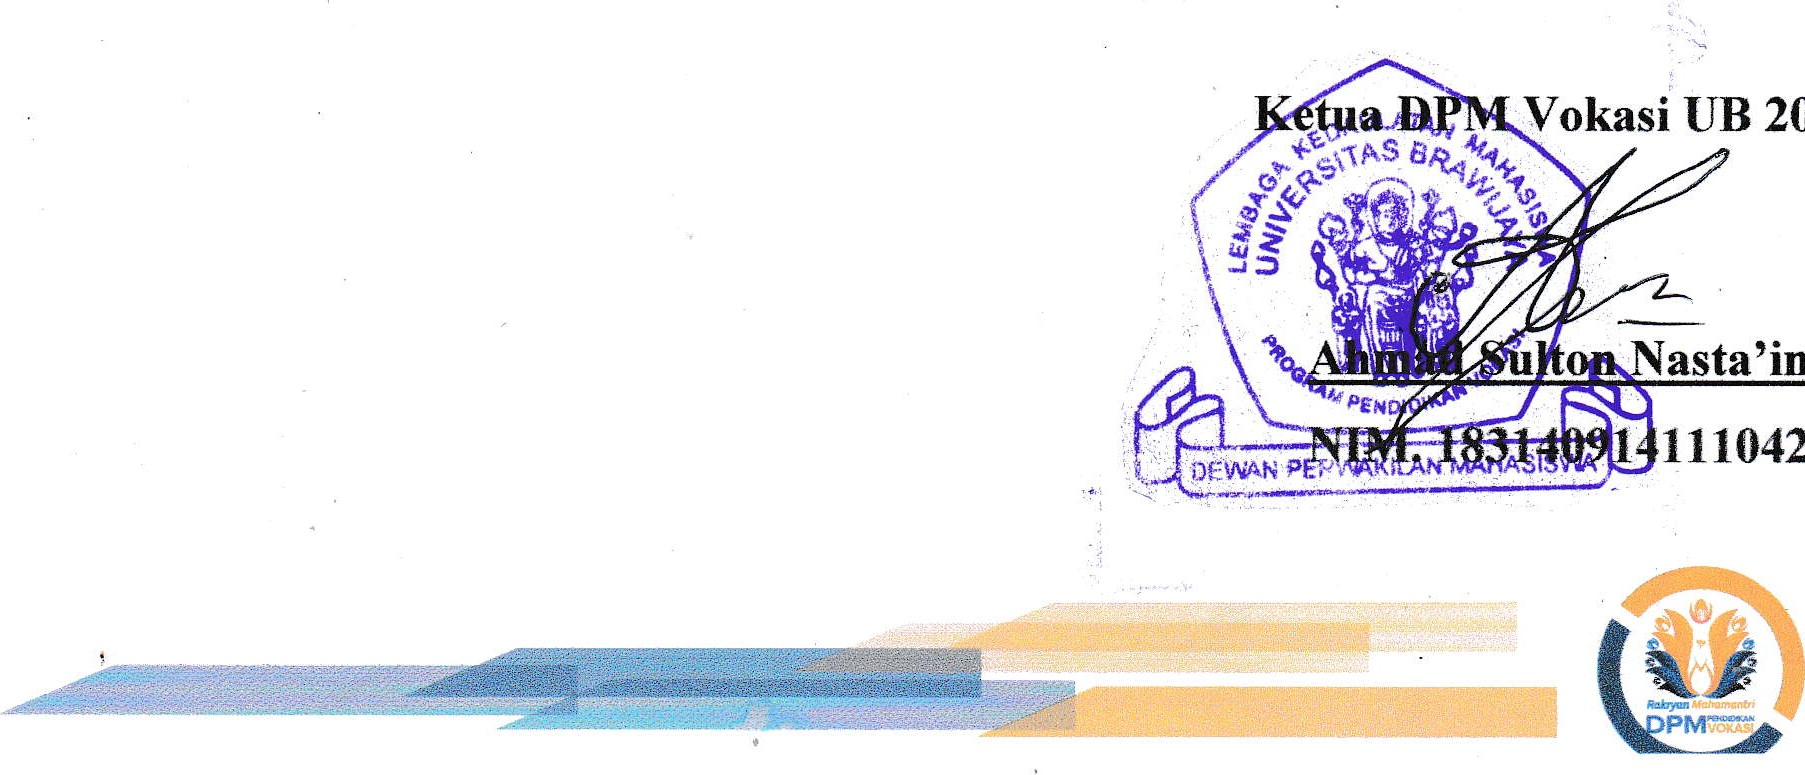 Ketua DPM Vokasi UB 20
LEMBAGA KEDAULATAN MAHASISWA
UNIVERSITAS BRAWIJAYA
PROGRAM PENDIDIKAN VOKASI
Ahmad Sulton Nasta’in
NIM. 183140914111042
DEWAN PERWAKILAN MAHASISWA
Rakryan Mahamantri
DPM PENDIDIKAN VOKASI